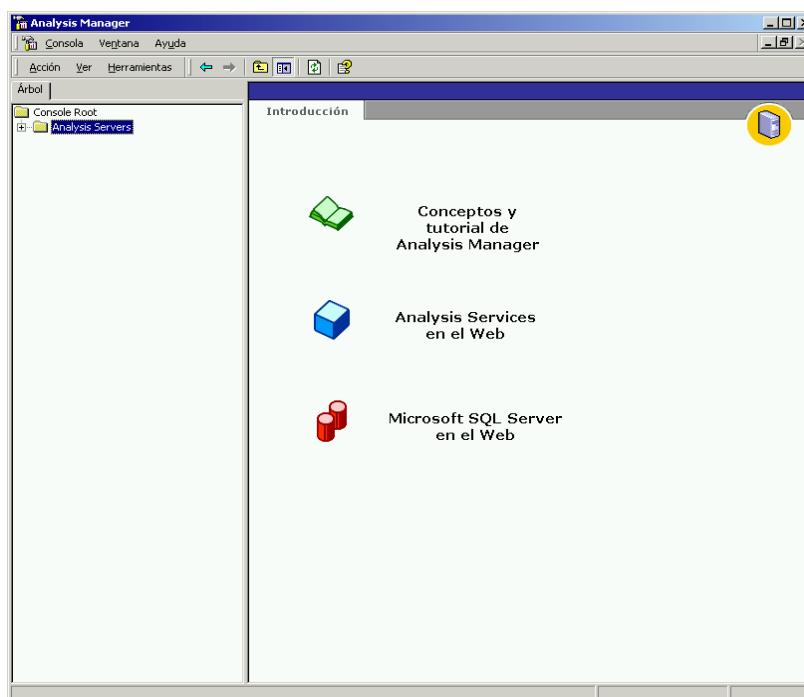 Analysis Manager
Consola Ventana Ayuda
Acción Ver Herramientas
Árbol
Console Root
Analysis Servers
Introducción
Conceptos y
tutorial de
Analysis Manager
Analysis Services
en el Web
Microsoft SQL Server
en el Web